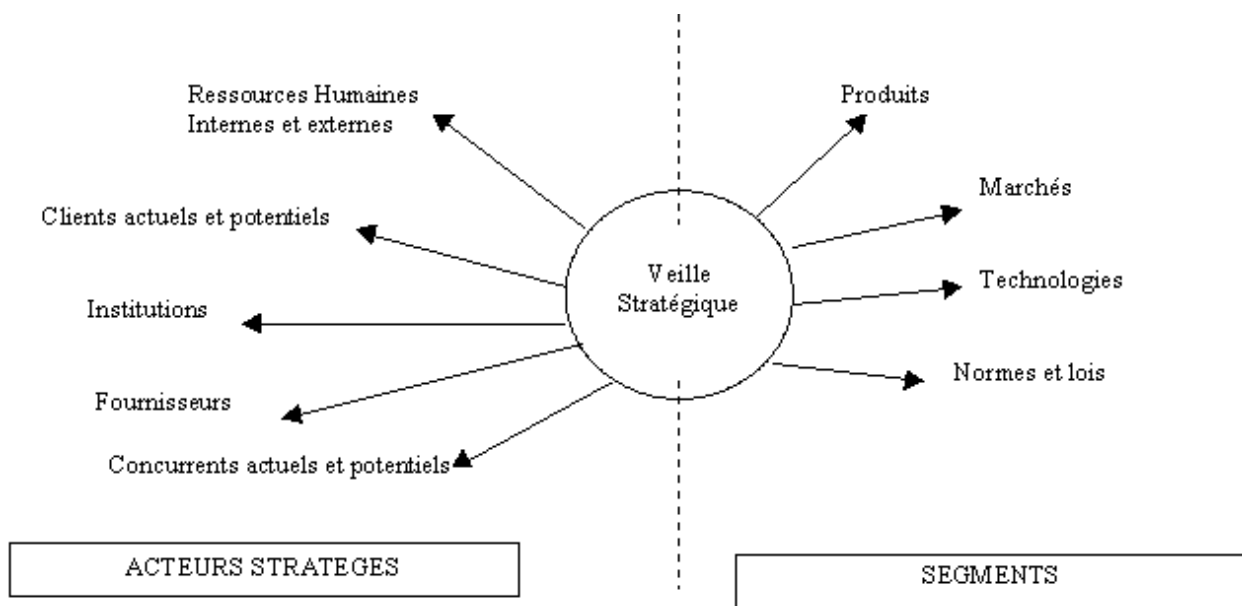 Ressources Humaines
Internes et externes
Produits
Marchés
Clients actuels et potentiels
Veille
Stratégique
Technologies
Institutions
Normes et lois
Fournisseurs
Concurrents actuels et potentiels
ACTEURS STRATEGES
SEGMENTS